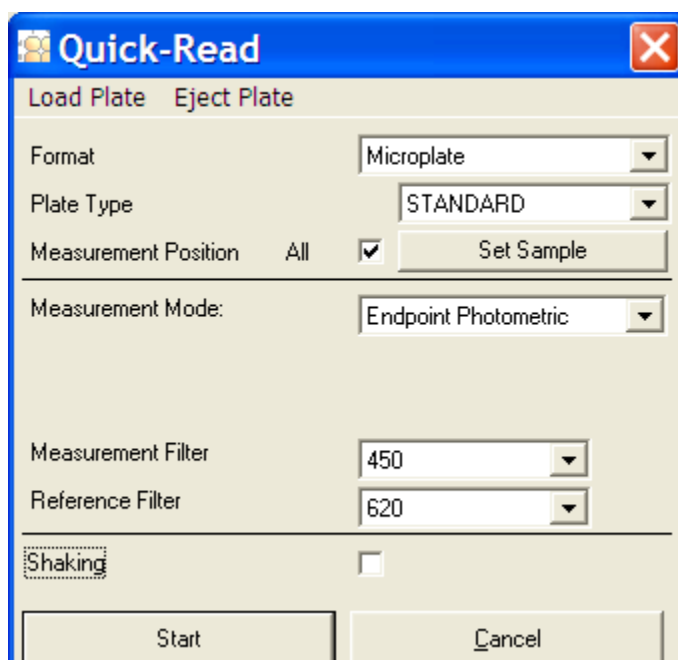 Quick-Read
Load Plate Eject Plate
Format Microplate
Plate Type STANDARD
Measurement Position All Set Sample
Measurement Mode: Endpoint Photometric
Measurement Filter 450
Reference Filter 620
Shaking
Start Cancel